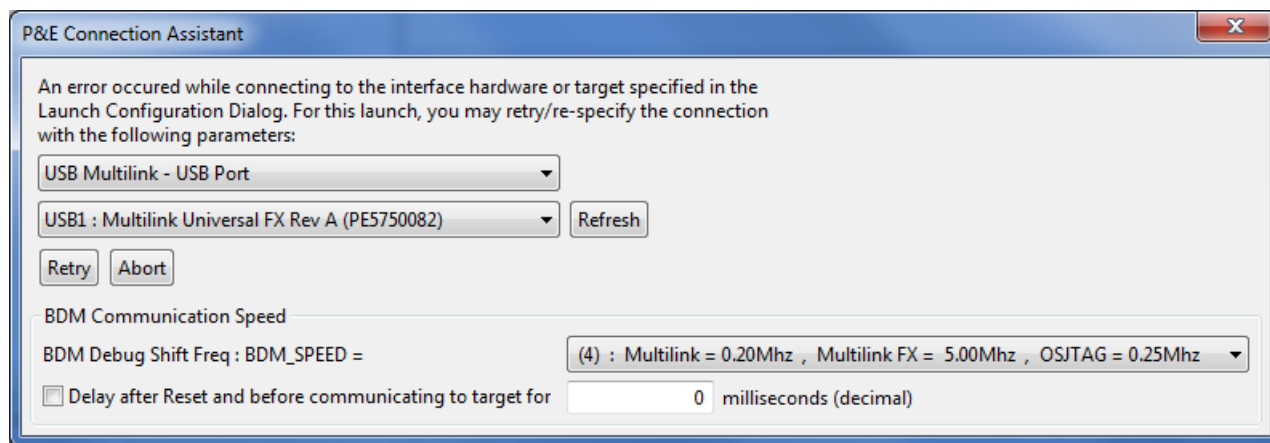 P&E Connection Assistant
An error occured while connecting to the interface hardware or target specified in the
Launch Configuration Dialog. For this launch, you may retry/re-specify the connection
with the following parameters:
USB Multilink - USB Port
USB1 : Multilink Universal FX Rev A (PE5750082) Refresh
Retry Abort
BDM Communication Speed
BDM Debug Shift Freq : BDM_SPEED = (4) : Multilink = 0.20Mhz , Multilink FX = 5.00Mhz , OSJTAG = 0.25Mhz
Delay after Reset and before communicating to target for 0 milliseconds (decimal)